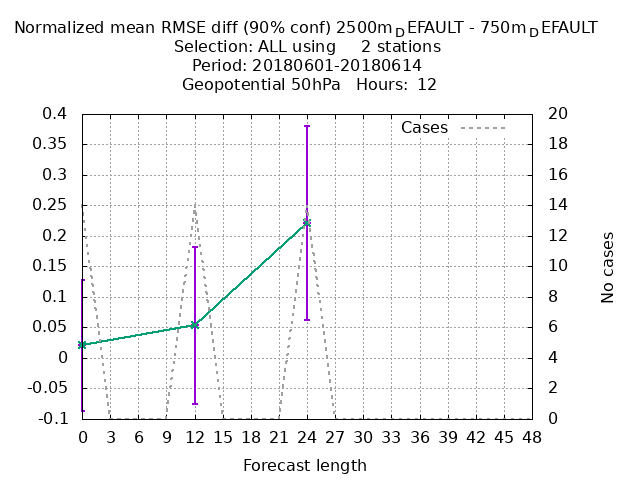 Normalized mean RMSE diff (90% conf) 2500m_DEFAULT - 750m_DEFAULT
Selection: ALL using 2 stations
Period: 20180601-20180614
Geopotential 50hPa Hours: 12
Cases
0.4
0.35
0.3
0.25
0.2
0.15
0.1
0.05
0
-0.05
-0.1
20
18
16
14
12
10
8
6
4
2
0
No cases
0 3 6 9 12 15 18 21 24 27 30 33 36 39 42 45 48
Forecast length